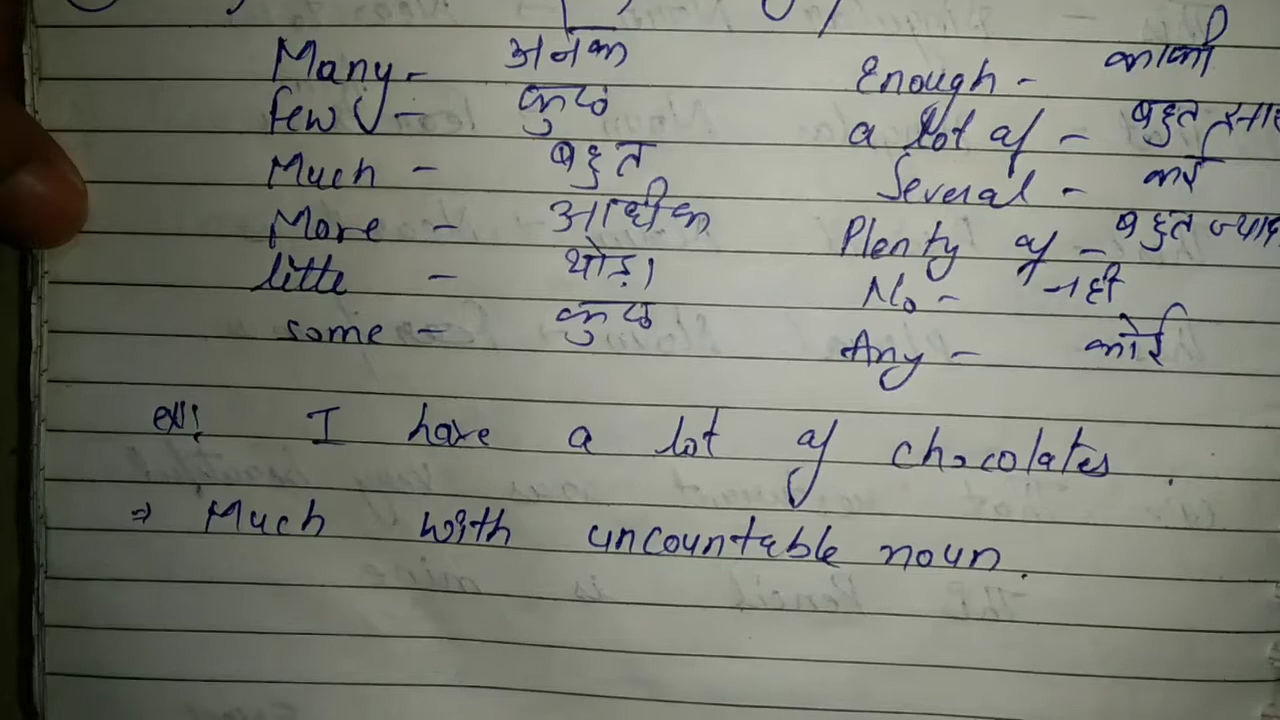 Many - अनेक Enough - काफी
few - कुछ a lot of - बहुत
Much - बहुत Several - कई
More - आधीक Plenty of - बहुत ज्याद
little - थोड़ा No - नही
some - कुछ Any - कोई
ex: I have a lot of chocolates.
⇒ Much with uncountable noun.